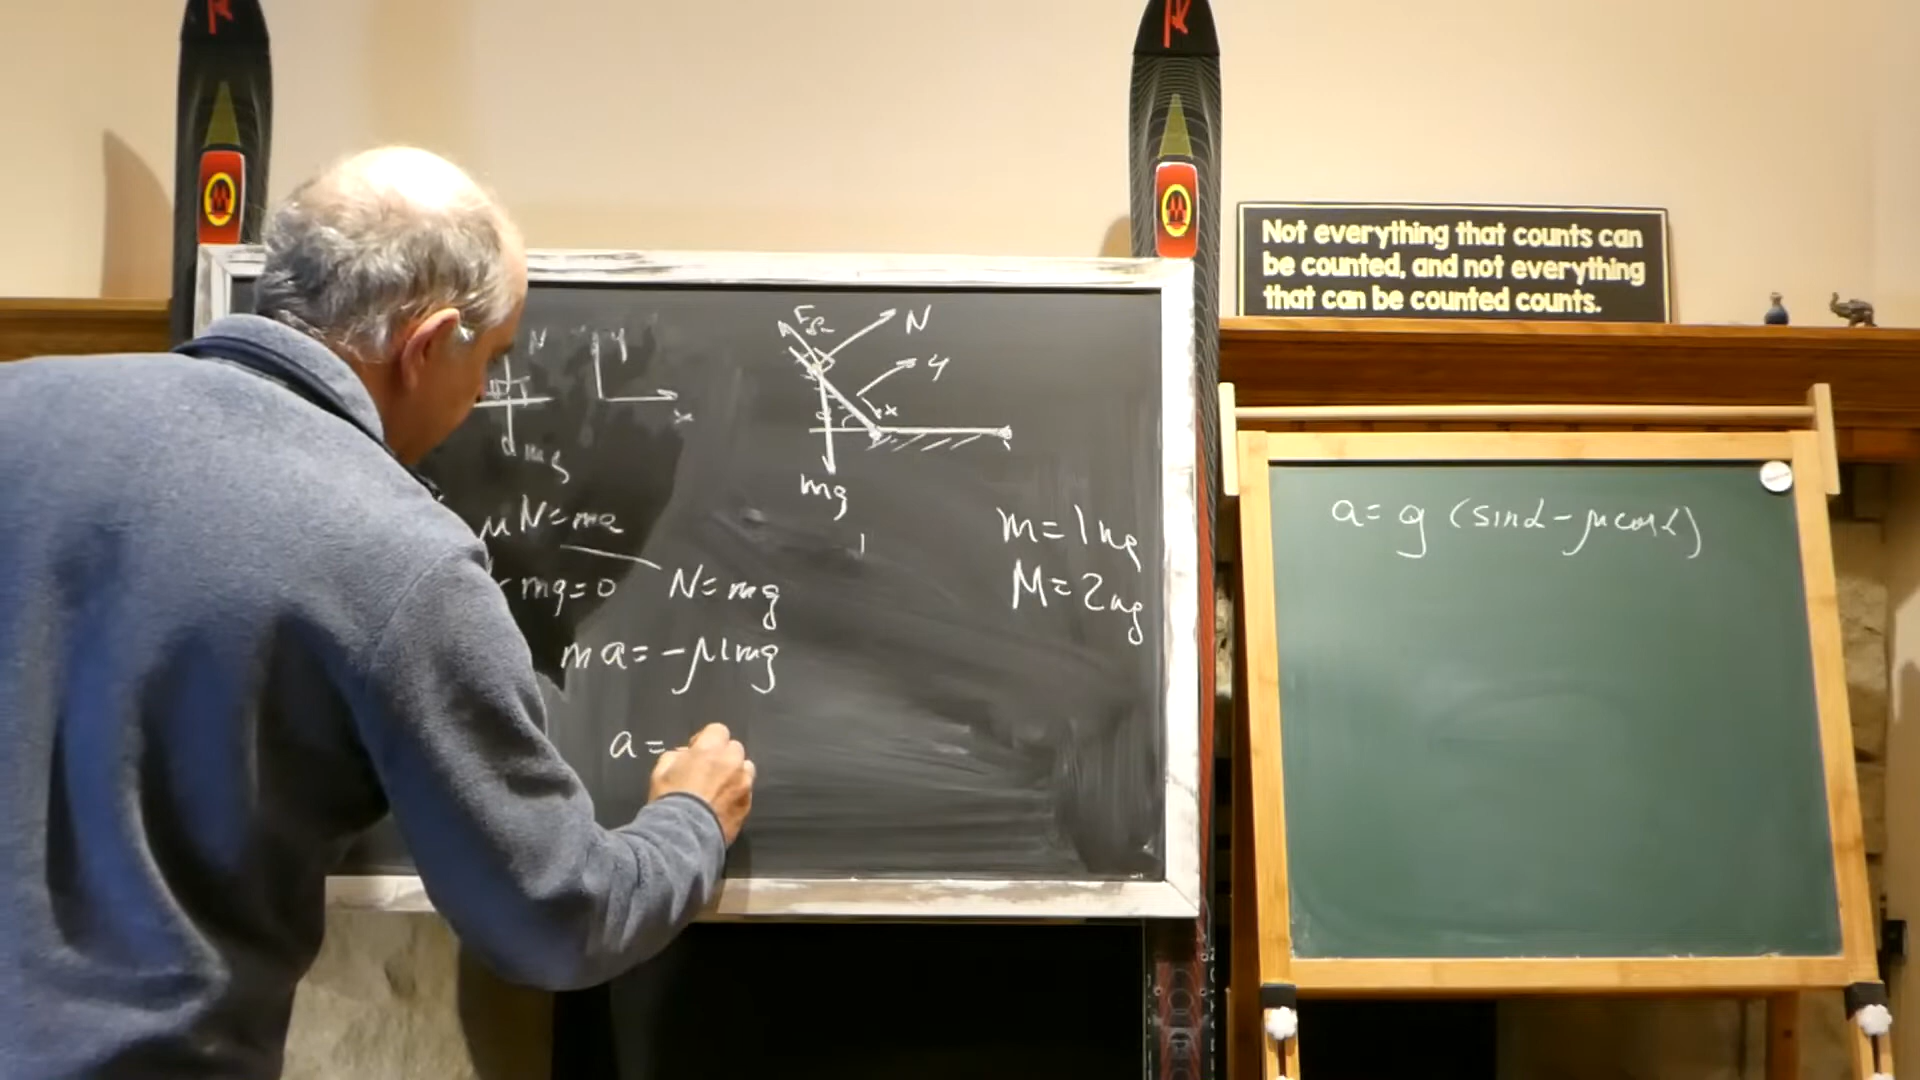 N
y
x
mg
μN=ma
-mg=0
N=mg
ma=-μmg
a=-
Ffr
N
y
x
α
mg
m=1kg
M=2kg
Not everything that counts can
be counted, and not everything
that can be counted counts.
a=g(sinα-μcosα)